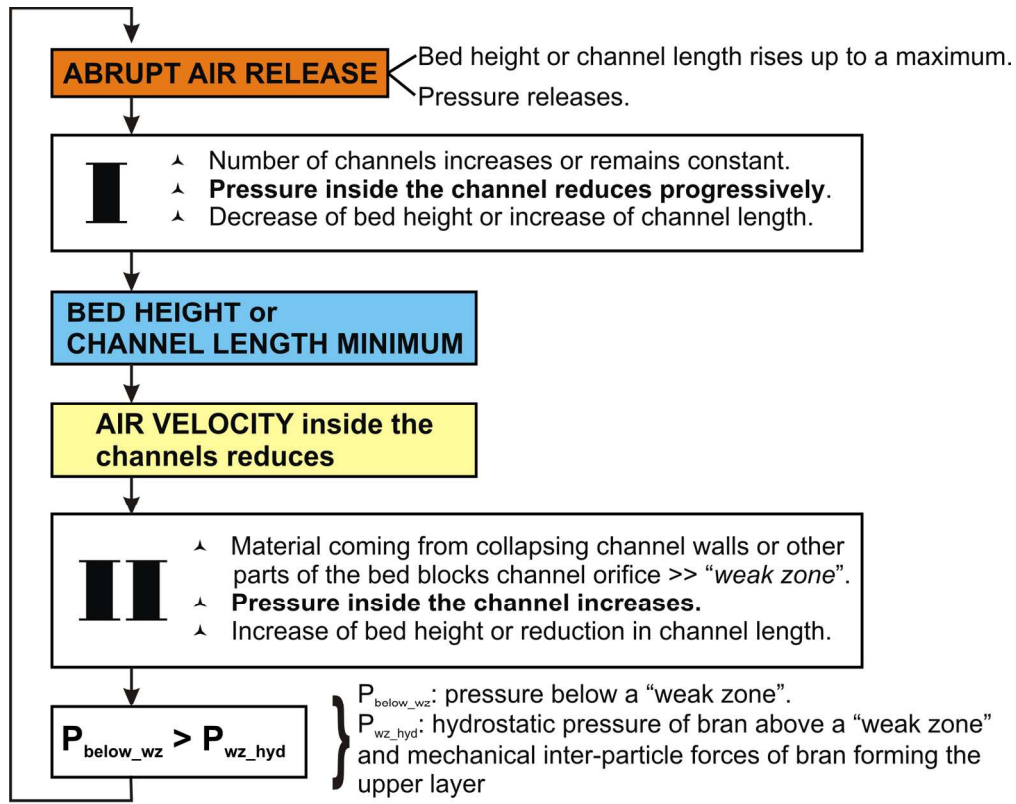 ABRUPT AIR RELEASE
Bed height or channel length rises up to a maximum.
Pressure releases.
I
Number of channels increases or remains constant.
Pressure inside the channel reduces progressively.
Decrease of bed height or increase of channel length.
BED HEIGHT or
CHANNEL LENGTH MINIMUM
AIR VELOCITY inside the
channels reduces
II
Material coming from collapsing channel walls or other
parts of the bed blocks channel orifice >> “weak zone”.
Pressure inside the channel increases.
Increase of bed height or reduction in channel length.
P_below_wz > P_wz_hyd
P_below_wz: pressure below a “weak zone”.
P_wz_hyd: hydrostatic pressure of bran above a “weak zone”
and mechanical inter-particle forces of bran forming the
upper layer